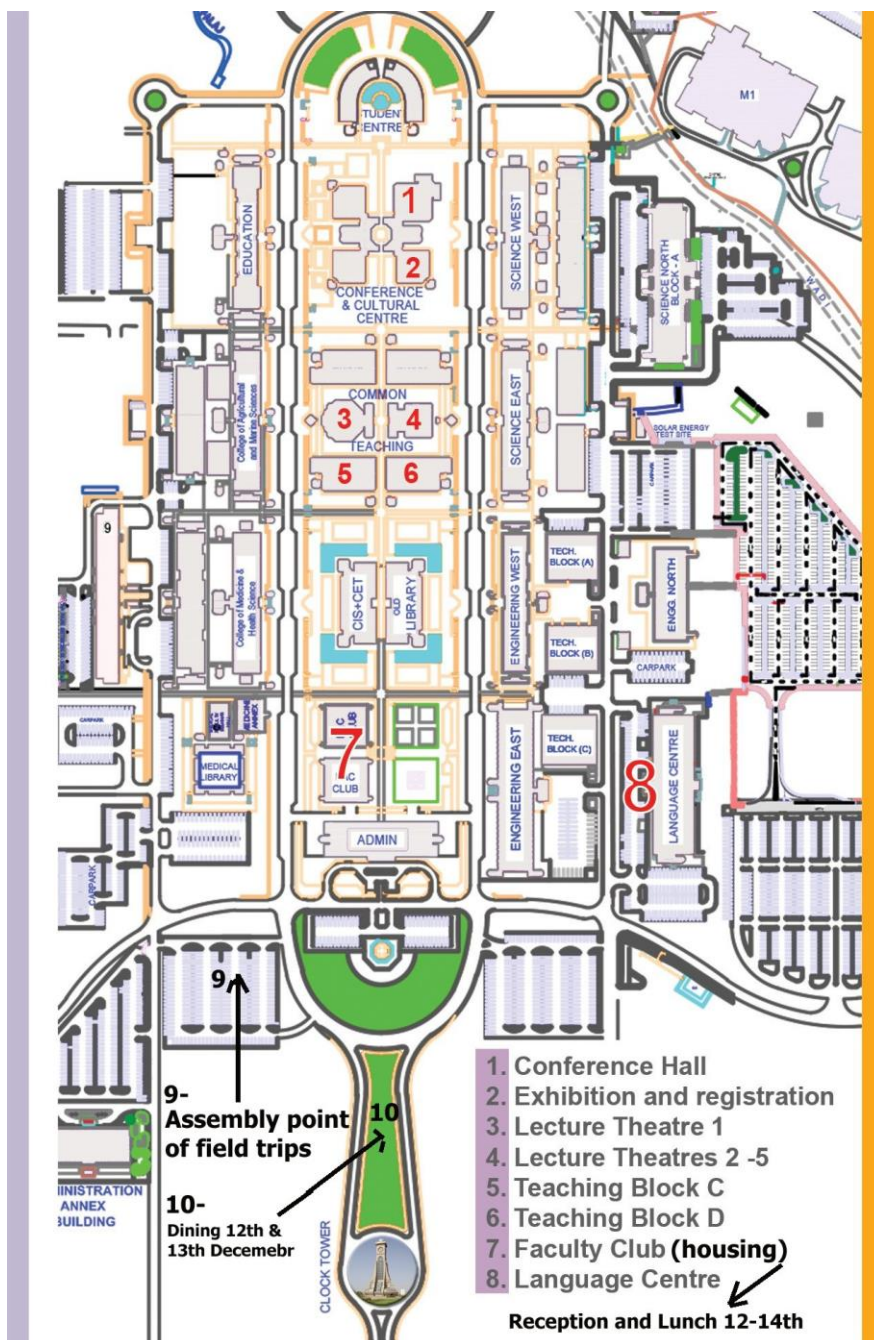 M1
STUDENT
CENTRE
1
2
EDUCATION
SCIENCE WEST
SCIENCE NORTH
BLOCK - A
CONFERENCE
& CULTURAL
CENTRE
COMMON
3
4
TEACHING
5
6
College of Agricultural
and Marine Sciences
SCIENCE EAST
SOLAR ENERGY
TEST SITE
CARPARK
9
College of Medicine &
Health Science
CIS+CET
OLD
LIBRARY
ENGINEERING WEST
TECH.
BLOCK (A)
TECH.
BLOCK (B)
ENGG. NORTH
CARPARK
CARPARK
MEDICINE
ANNEX
MEDICAL
LIBRARY
7
CLUB
ENGINEERING EAST
TECH.
BLOCK (C)
8
LANGUAGE CENTRE
ADMIN
CARPARK
9
9-
Assembly point
of field trips
10
10-
Dining 12th &
13th Decemebr
MINISTRATION
ANNEX
BUILDING
CLOCK TOWER
1. Conference Hall
2. Exhibition and registration
3. Lecture Theatre 1
4. Lecture Theatres 2 -5
5. Teaching Block C
6. Teaching Block D
7. Faculty Club (housing)
8. Language Centre
Reception and Lunch 12-14th